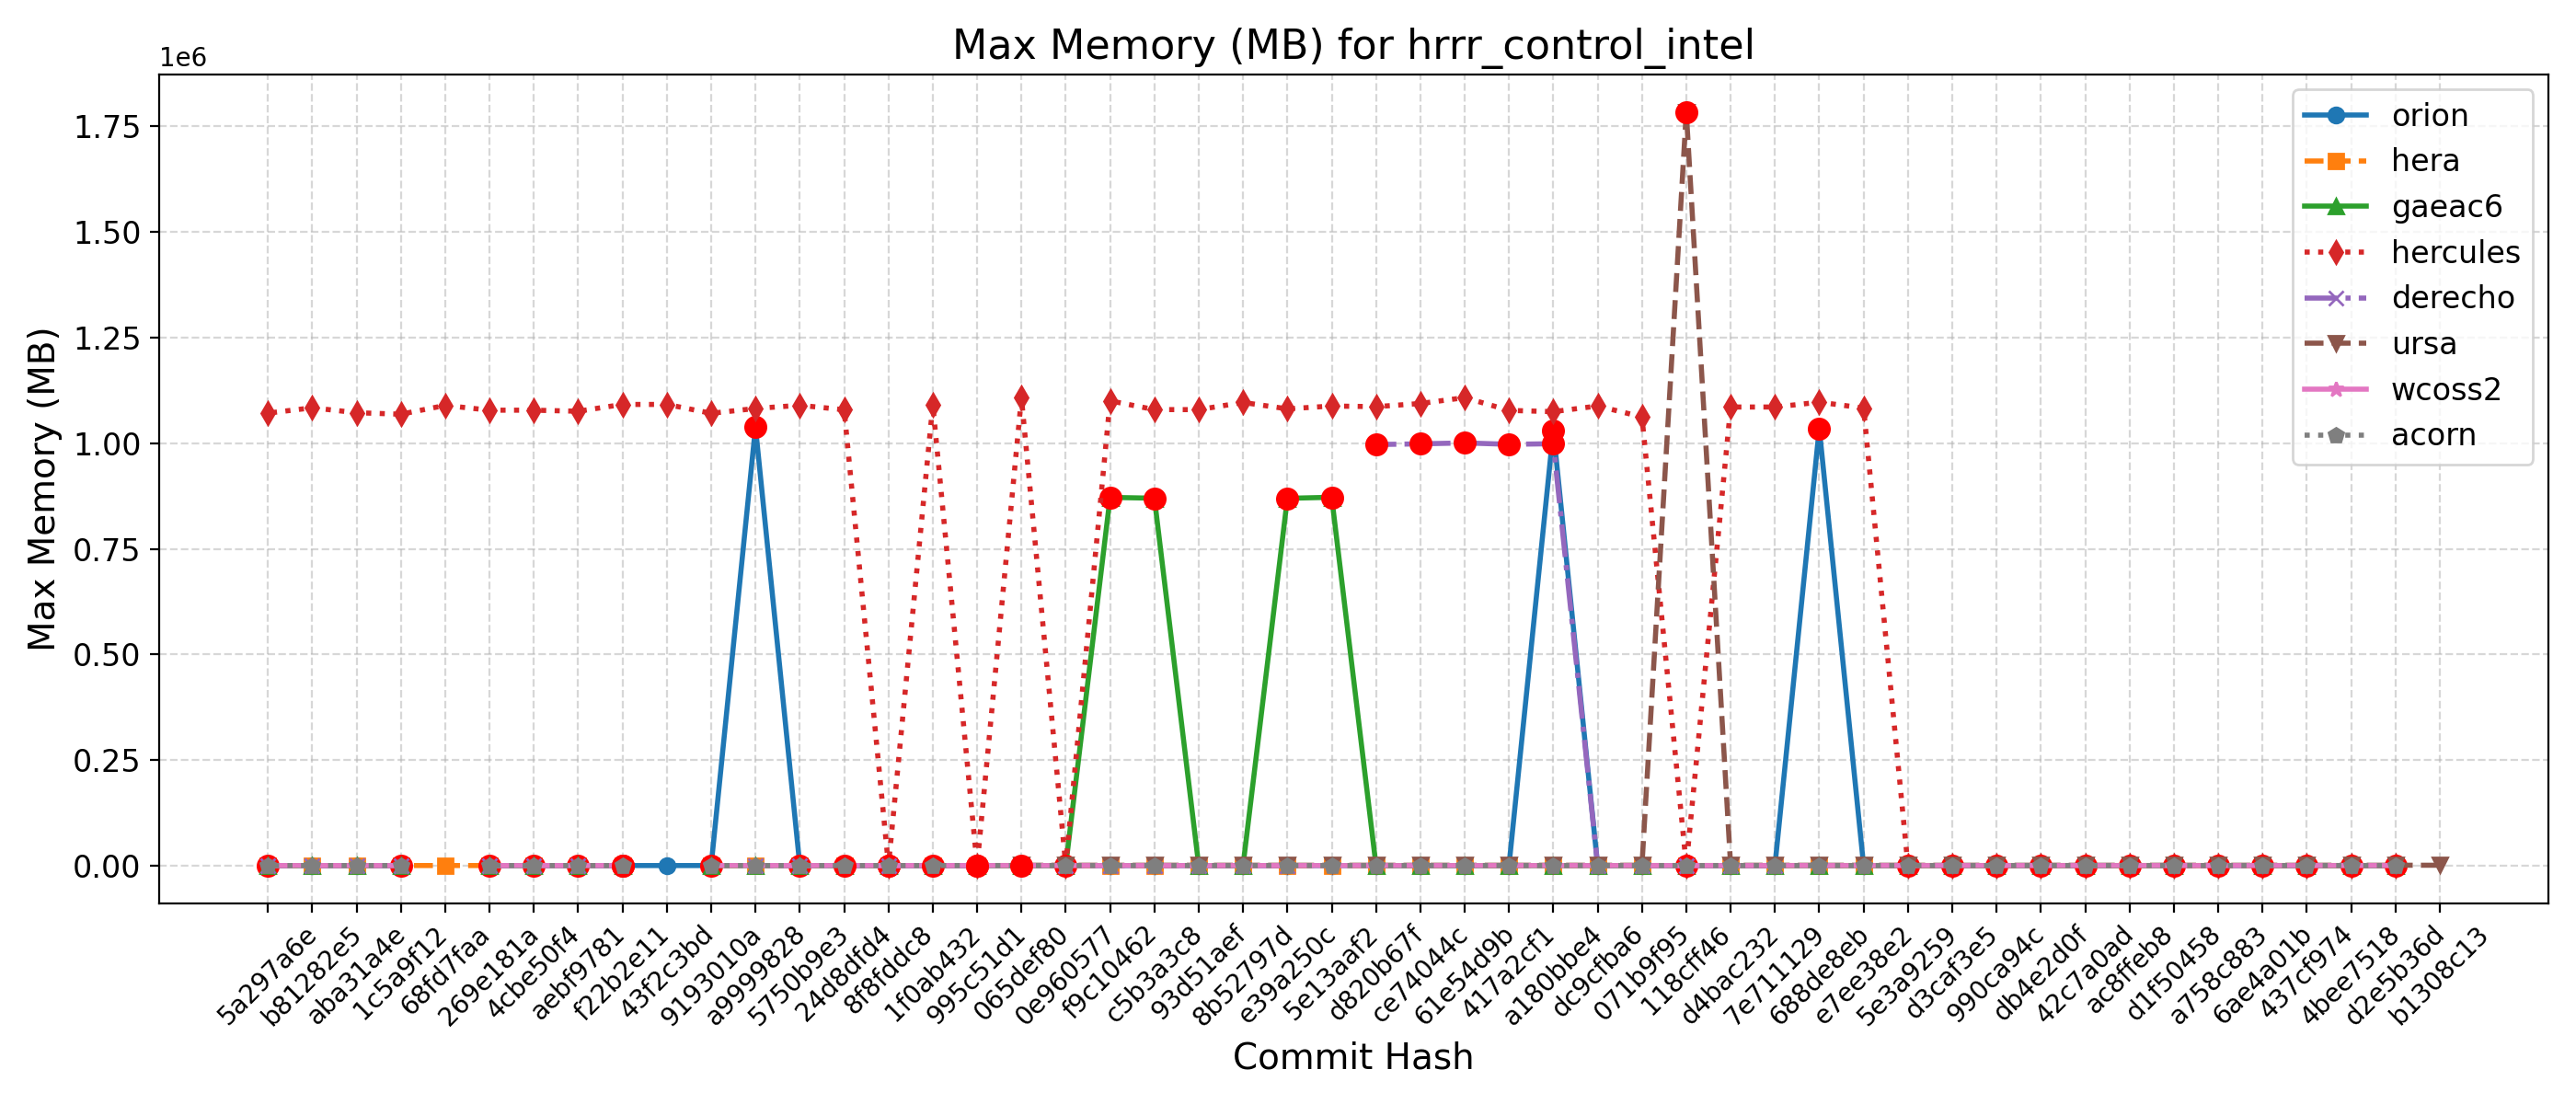 Max Memory (MB) for hrrr_control_intel
1e6
1.75
1.50
1.25
1.00
0.75
0.50
0.25
0.00
Max Memory (MB)
orion
hera
gaeac6
hercules
derecho
ursa
wcoss2
acorn
5a297a6e
b81282e5
aba31a4e
1c5a9f12
68fd7faa
269e181a
4cbe50f4
aebf9781
f22b2e11
43f2c3bd
9193010a
a9999828
5750b9e3
24d8dfd4
8f8fddc8
1f0ab432
995c51d1
065def80
0e960577
f9c10462
c5b3a3c8
93d51aef
8b52797d
e39a250c
5e13aaf2
d820b67f
ce74044c
61e54d9b
417a2cf1
a180bbe4
dc9cfba6
071b9f95
118cff46
d4bac232
7e711129
688de8eb
e7ee38e2
5e3a9259
d3caf3e5
990ca94c
db4e2d0f
42c7a0ad
ac8ffeb8
d1f50458
a758c883
6ae4a01b
437cf974
4bee7518
d2e5b36d
b1308c13
Commit Hash